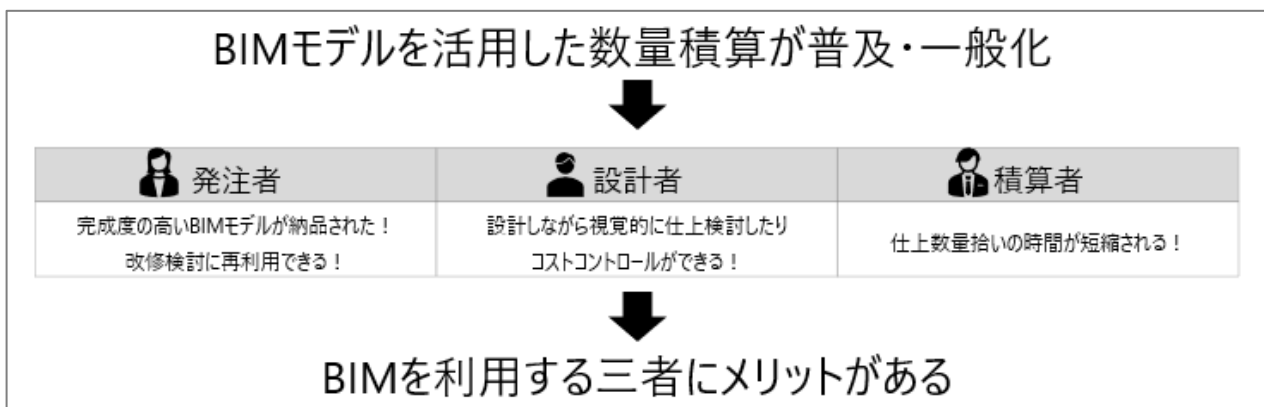 BIMモデルを活用した数量積算が普及・一般化
発注者
設計者
積算者
完成度の高いBIMモデルが納品された！
改修検討に再利用できる！
設計しながら視覚的に仕上検討したり
コストコントロールができる！
仕上数量拾いの時間が短縮される！
BIMを利用する三者にメリットがある